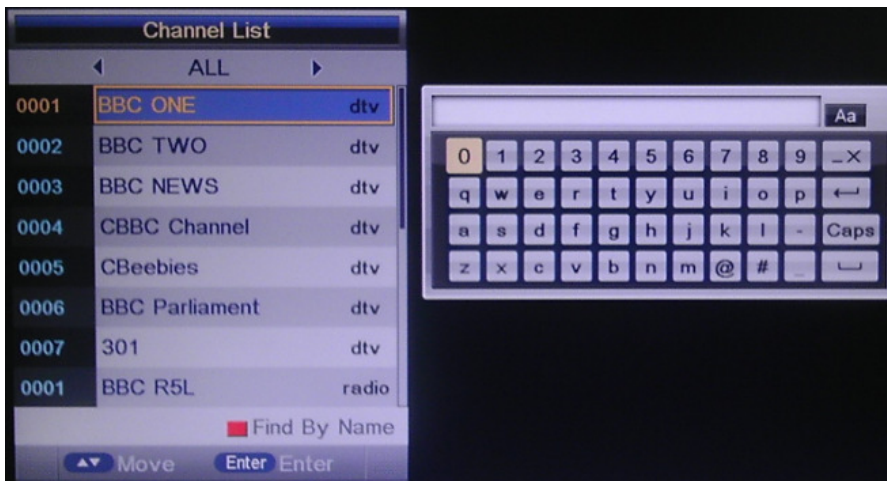 Channel List
ALL
0001 BBC ONE dtv
0002 BBC TWO dtv
0003 BBC NEWS dtv
0004 CBBC Channel dtv
0005 CBeebies dtv
0006 BBC Parliament dtv
0007 301 dtv
0001 BBC R5L radio
Find By Name
Move Enter Enter
Aa
0 1 2 3 4 5 6 7 8 9 _X
q w e r t y u i o p
a s d f g h j k l - Caps
z x c v b n m @ # _